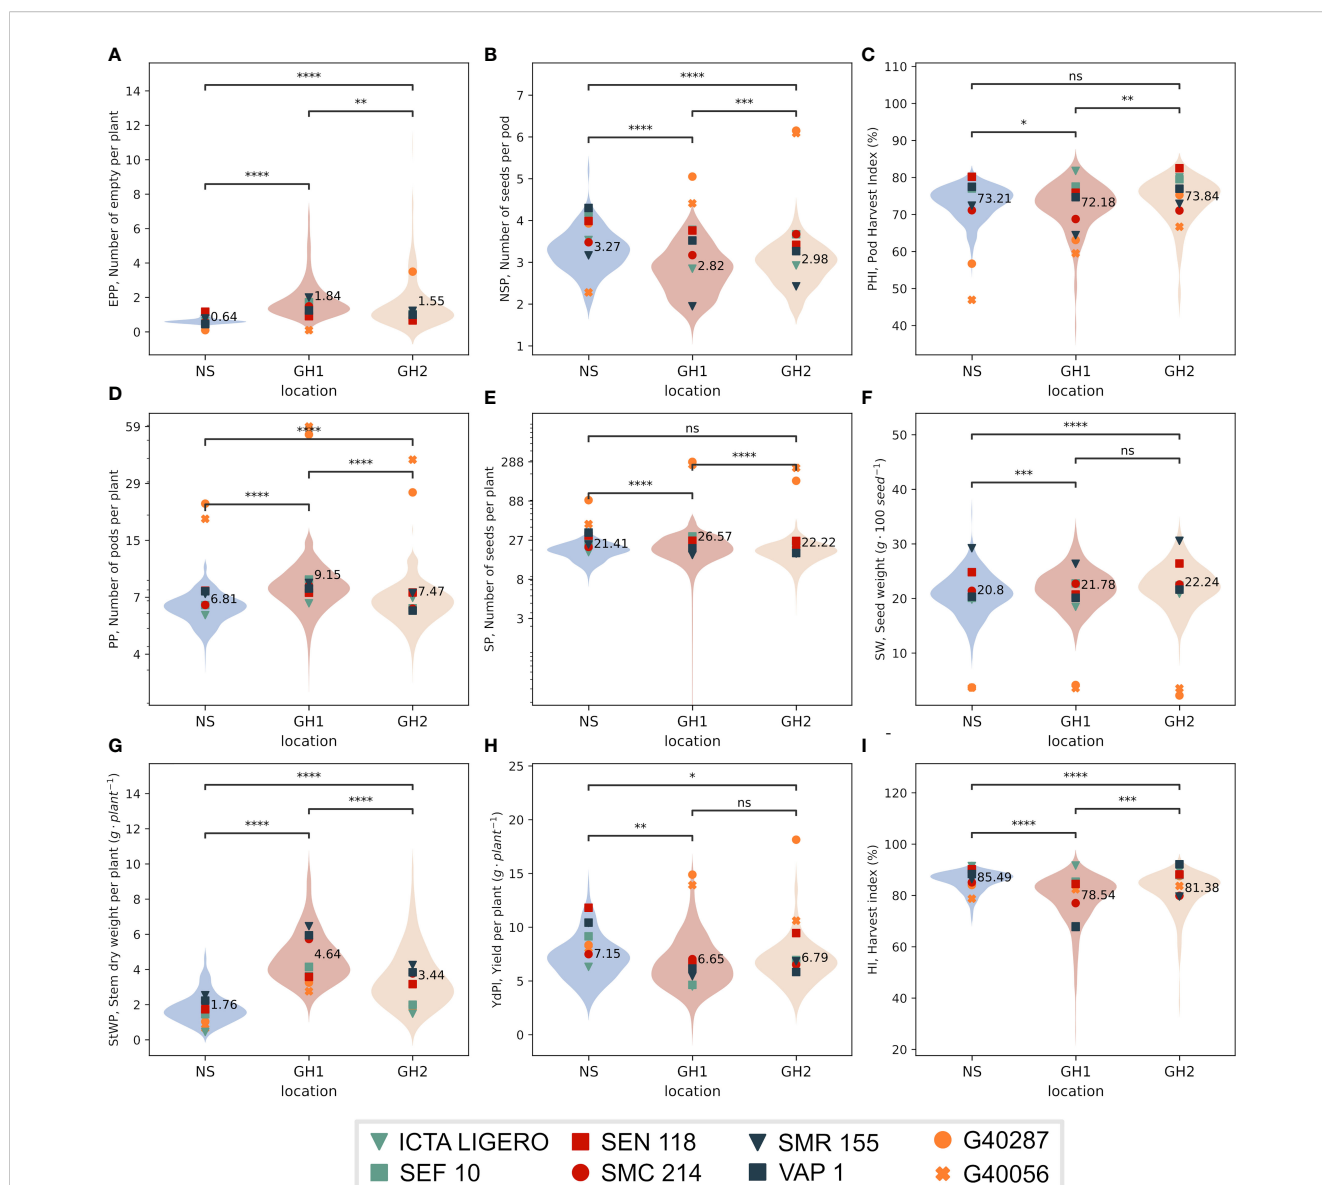 A
EPP, Number of empty per plant
14
12
10
8
6
4
2
0
****
**
****
0.64
1.84
1.55
NS GH1 GH2
location
B
NSP, Number of seeds per pod
7
6
5
4
3
2
1
****
***
****
3.27
2.82
2.98
NS GH1 GH2
location
C
PHI, Pod Harvest Index (%)
110
100
90
80
70
60
50
40
ns
**
*
73.21
72.18
73.84
NS GH1 GH2
location
D
PP, Number of pods per plant
59
29
15
7
4
****
****
****
6.81
9.15
7.47
NS GH1 GH2
location
E
SP, Number of seeds per plant
288
88
27
8
3
ns
****
****
21.41
26.57
22.22
NS GH1 GH2
location
F
SW, Seed weight (g·100 seed⁻¹)
50
40
30
20
10
****
ns
***
20.8
21.78
22.24
NS GH1 GH2
location
G
StWP, Stem dry weight per plant (g·plant⁻¹)
14
12
10
8
6
4
2
0
****
****
****
1.76
4.64
3.44
NS GH1 GH2
location
H
YdPl, Yield per plant (g·plant⁻¹)
25
20
15
10
5
0
*
ns
**
7.15
6.65
6.79
NS GH1 GH2
location
I
HI, Harvest index (%)
120
100
80
60
40
20
****
***
****
85.49
78.54
81.38
NS GH1 GH2
location
ICTA LIGERO SEN 118 SMR 155 G40287
SEF 10 SMC 214 VAP 1 G40056